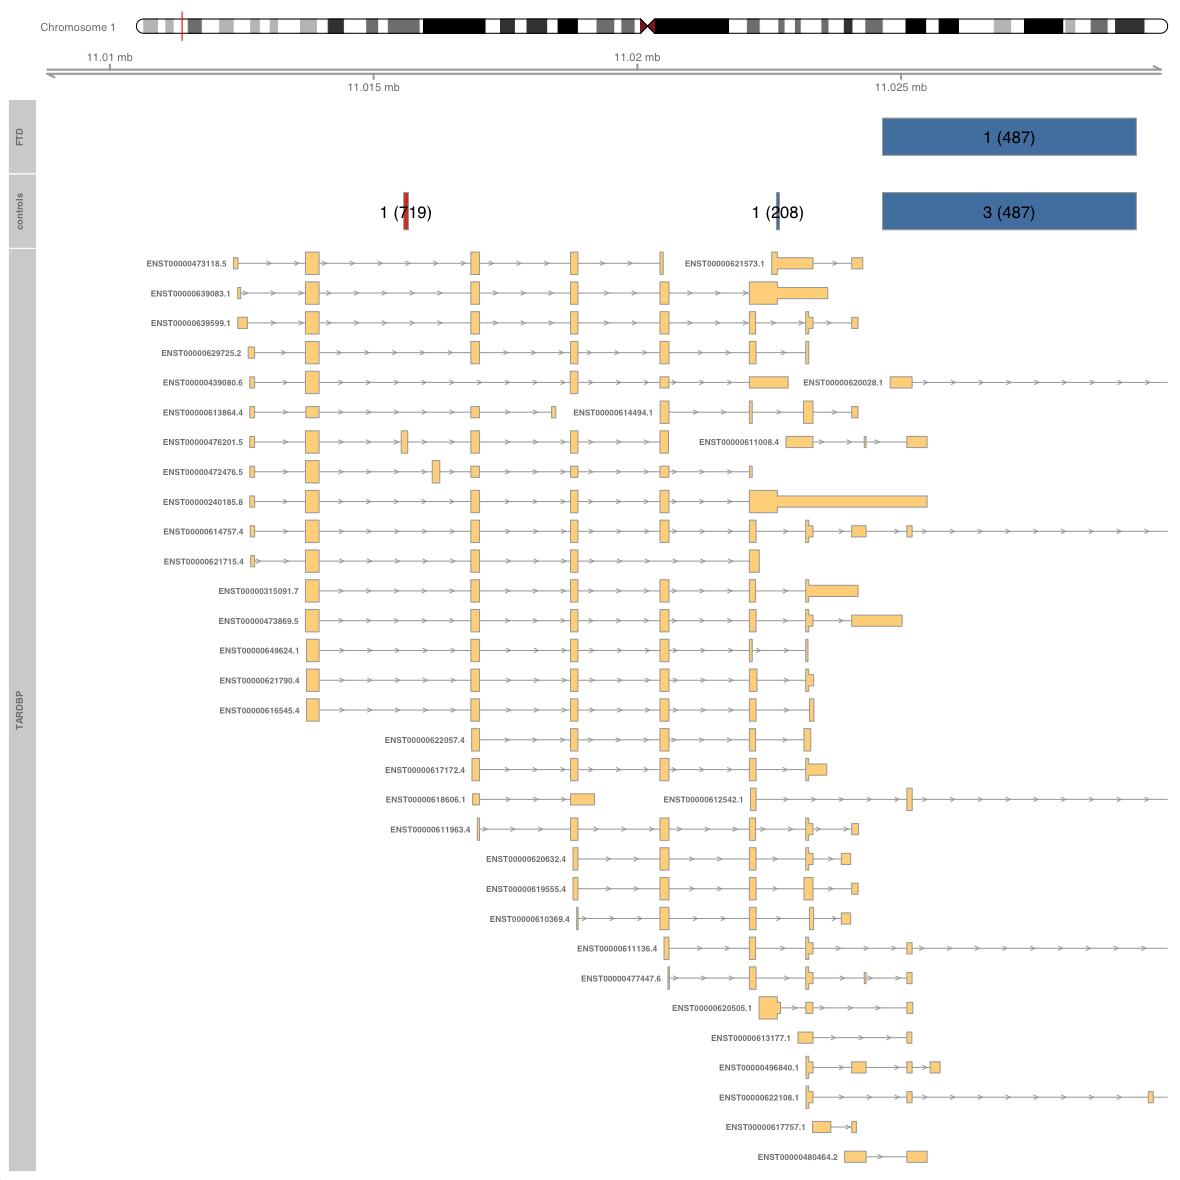 Chromosome 1
11.01 mb
11.02 mb
11.015 mb
11.025 mb
FTD
1 (487)
controls
1 (719)
1 (208)
3 (487)
TARDBP
ENST00000473118.5
ENST00000621573.1
ENST00000639083.1
ENST00000639599.1
ENST00000629725.2
ENST00000439080.6
ENST00000620028.1
ENST00000613864.4
ENST00000614494.1
ENST00000476201.5
ENST00000611008.4
ENST00000472476.5
ENST00000240185.8
ENST00000614757.4
ENST00000621715.4
ENST00000315091.7
ENST00000473869.5
ENST00000649624.1
ENST00000621790.4
ENST00000616545.4
ENST00000622057.4
ENST00000617172.4
ENST00000618606.1
ENST00000612542.1
ENST00000611963.4
ENST00000620632.4
ENST00000619555.4
ENST00000610369.4
ENST00000611136.4
ENST00000477447.6
ENST00000620505.1
ENST00000613177.1
ENST00000496840.1
ENST00000622108.1
ENST00000617757.1
ENST00000480464.2